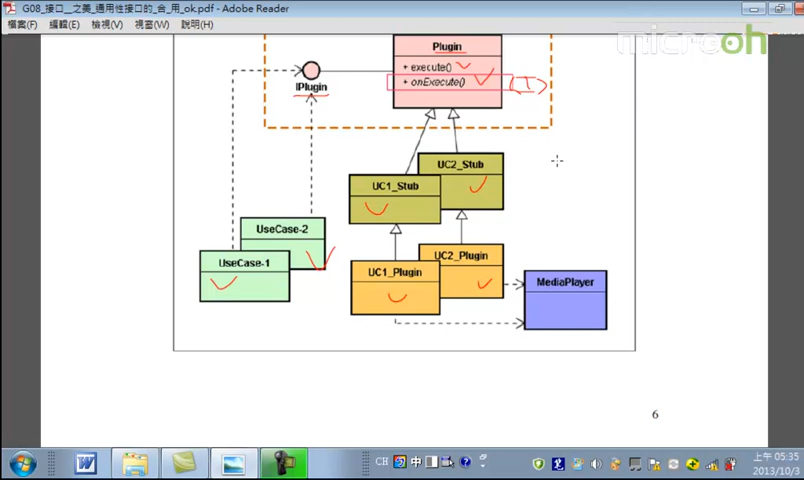 G08_接口__之美_通用性接口的_合_用_ok.pdf - Adobe Reader
檔案(F) 編輯(E) 檢視(V) 視窗(W) 說明(H)
microoh
Plugin
+ execute()
+ onExecute()
<I>
IPlugin
UC2_Stub
UC1_Stub
UseCase-2
UseCase-1
UC2_Plugin
UC1_Plugin
MediaPlayer
6
CH 中
上午 05:35
2013/10/3